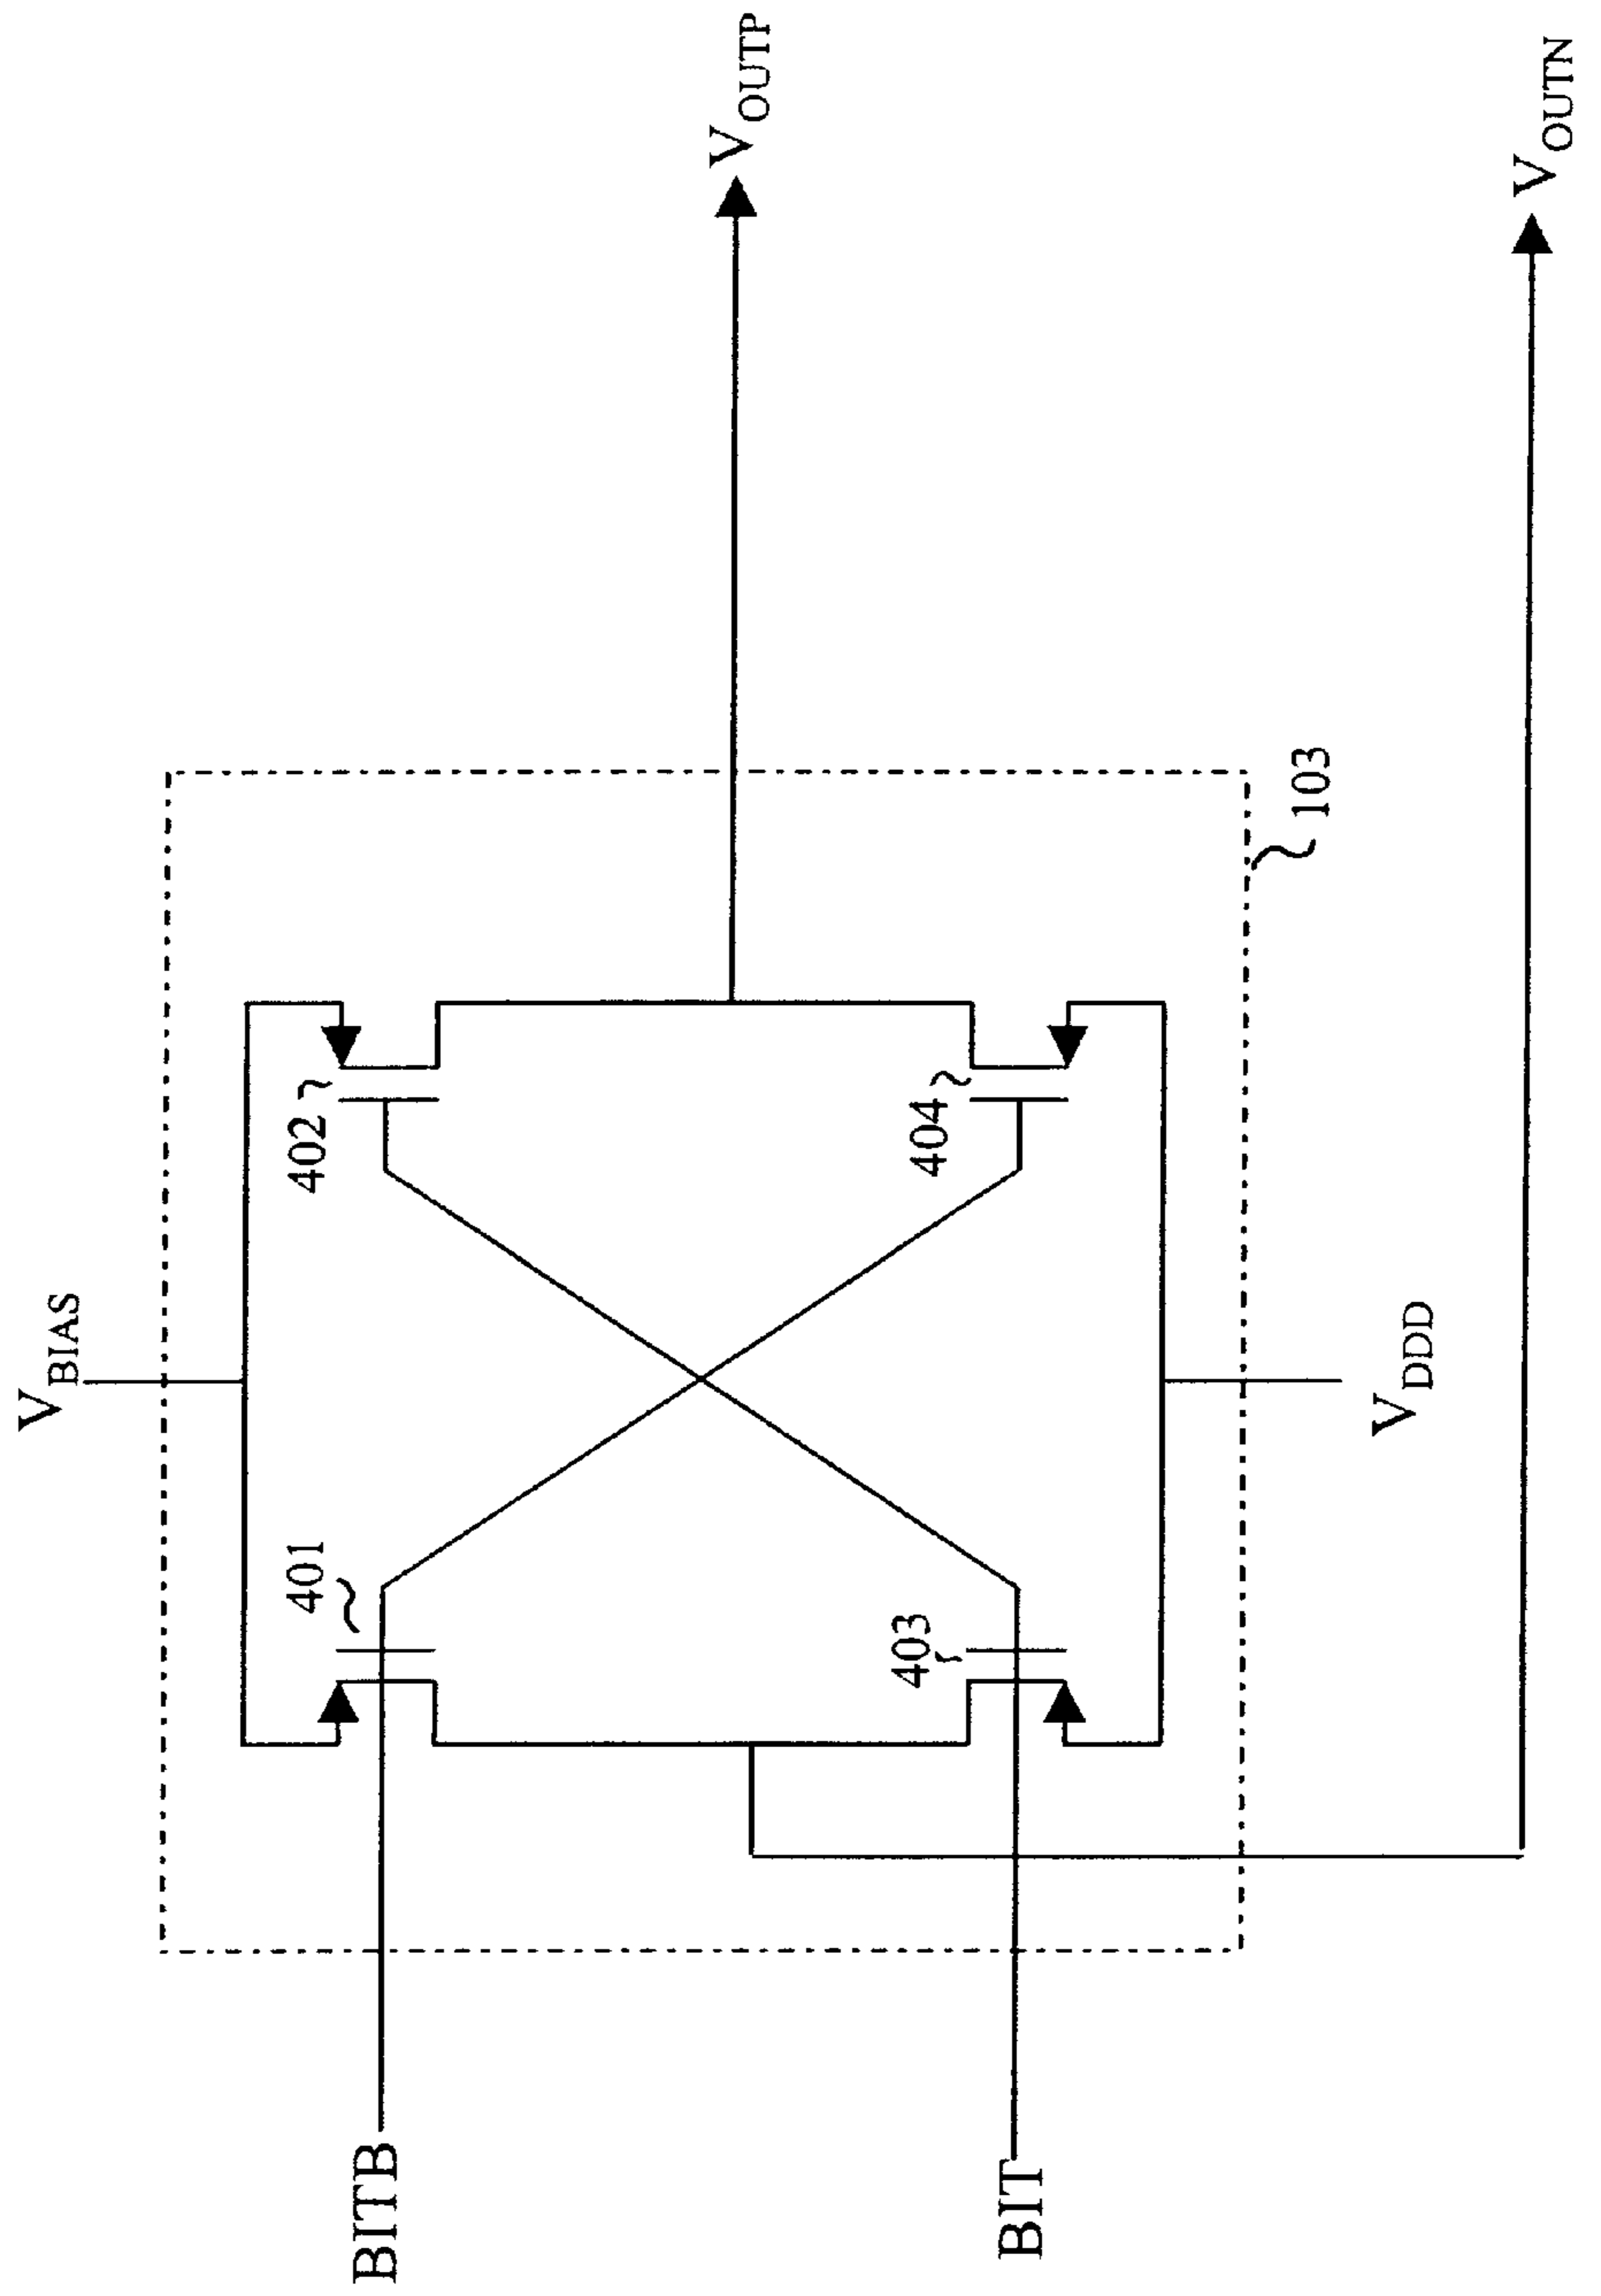 V_BIAS
401
402
BITB
V_OUTP
403
404
BIT
103
V_DDD
V_OUTN